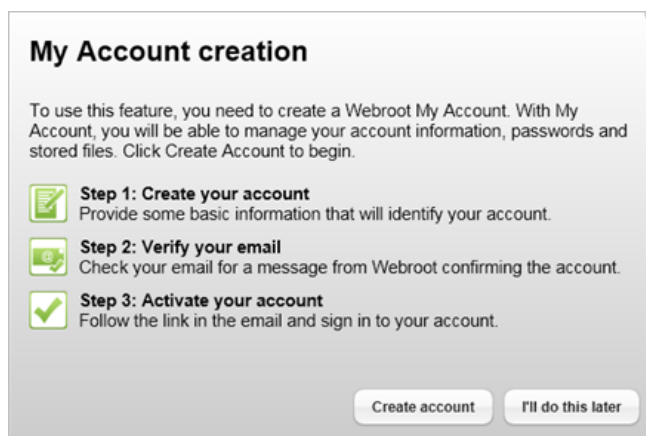 My Account creation
To use this feature, you need to create a Webroot My Account. With My
Account, you will be able to manage your account information, passwords and
stored files. Click Create Account to begin.
Step 1: Create your account
Provide some basic information that will identify your account.
Step 2: Verify your email
Check your email for a message from Webroot confirming the account.
Step 3: Activate your account
Follow the link in the email and sign in to your account.
Create account I'll do this later